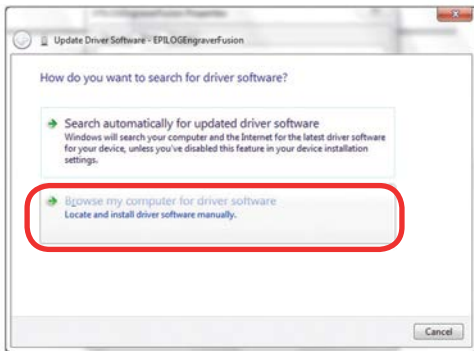 Update Driver Software - EPILOGEngraverFusion
How do you want to search for driver software?
Search automatically for updated driver software
Windows will search your computer and the Internet for the latest driver software
for your device, unless you've disabled this feature in your device installation
settings.
Browse my computer for driver software
Locate and install driver software manually.
Cancel